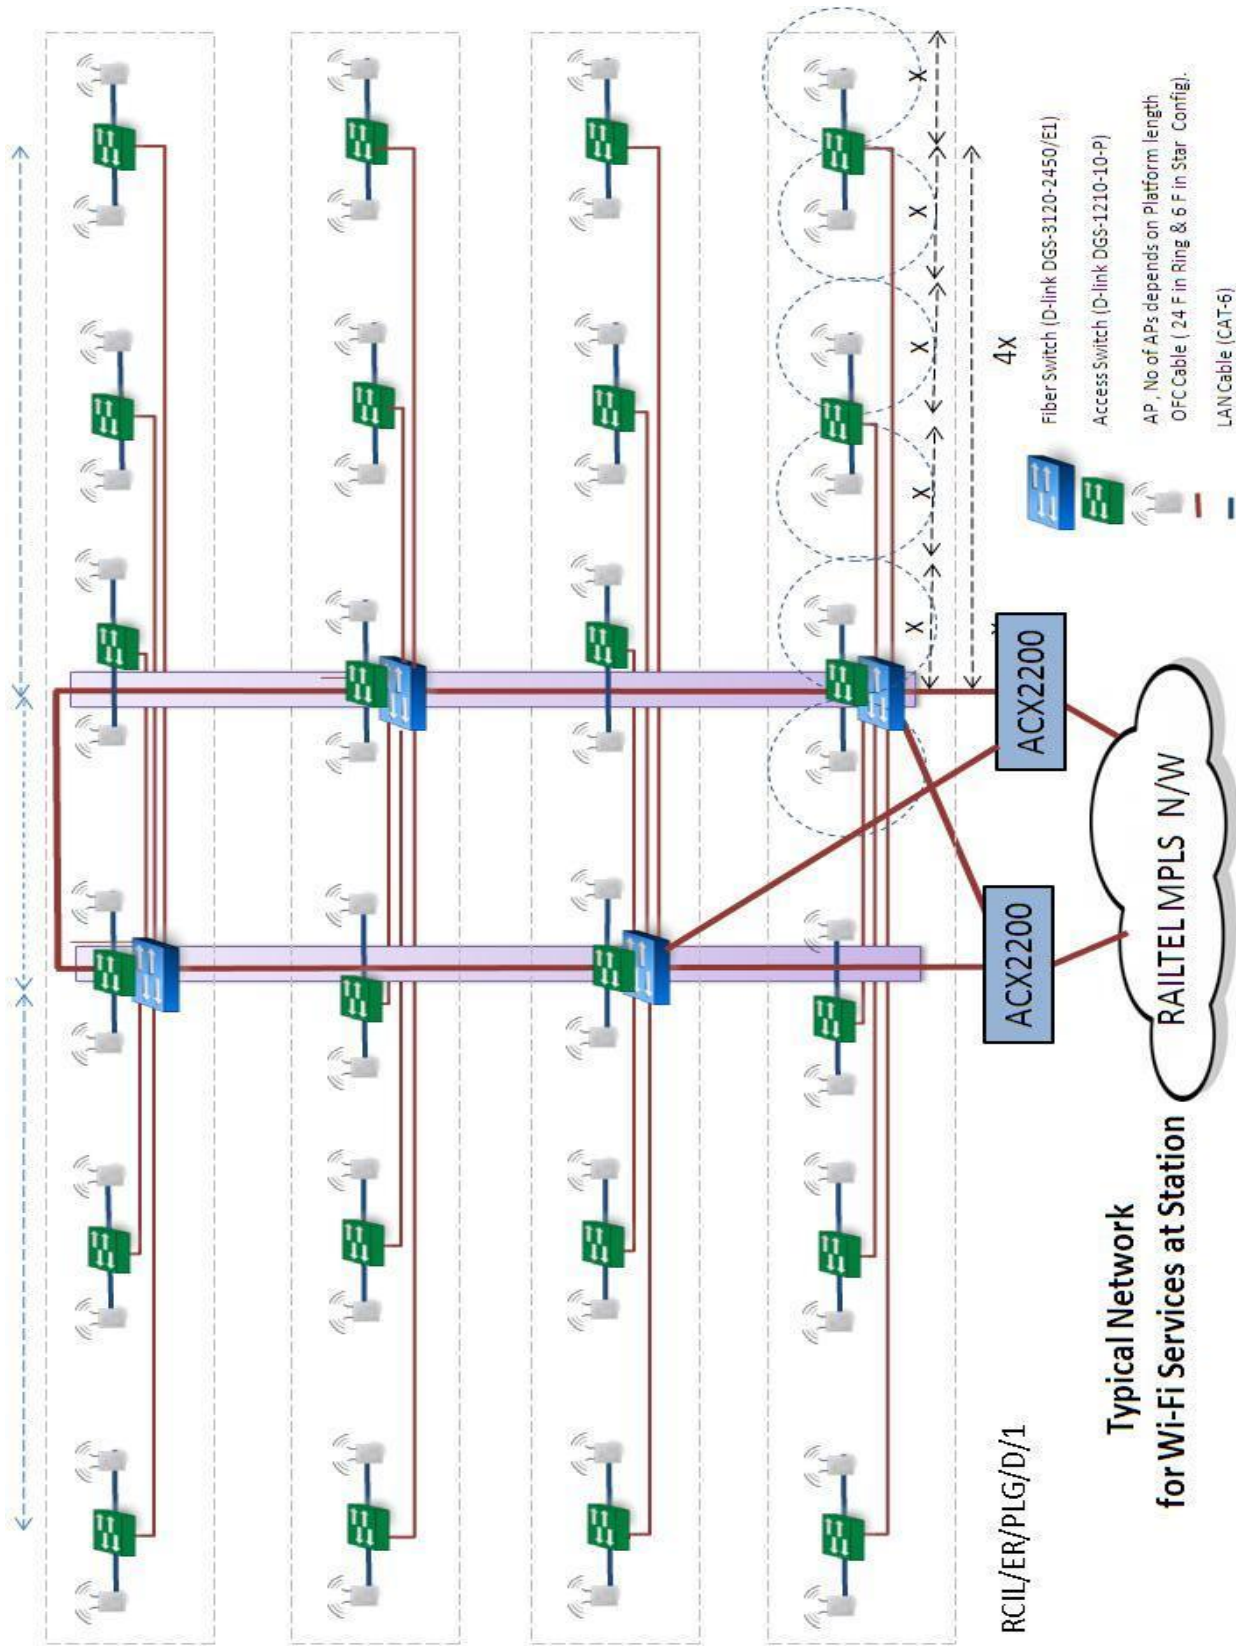 X
X
X
X
X
4x
Fiber Switch (D-link DGS-3120-2450/E1)
Access Switch (D-link DGS-1210-10-P)
AP, No of APs depends on Platform length
OFC Cable ( 24 F in Ring & 6 F in Star Config).
LAN Cable (CAT-6)
ACX2200
ACX2200
RAILTEL MPLS N/W
RCIL/ER/PLG/D/1
Typical Network
for Wi-Fi Services at Station